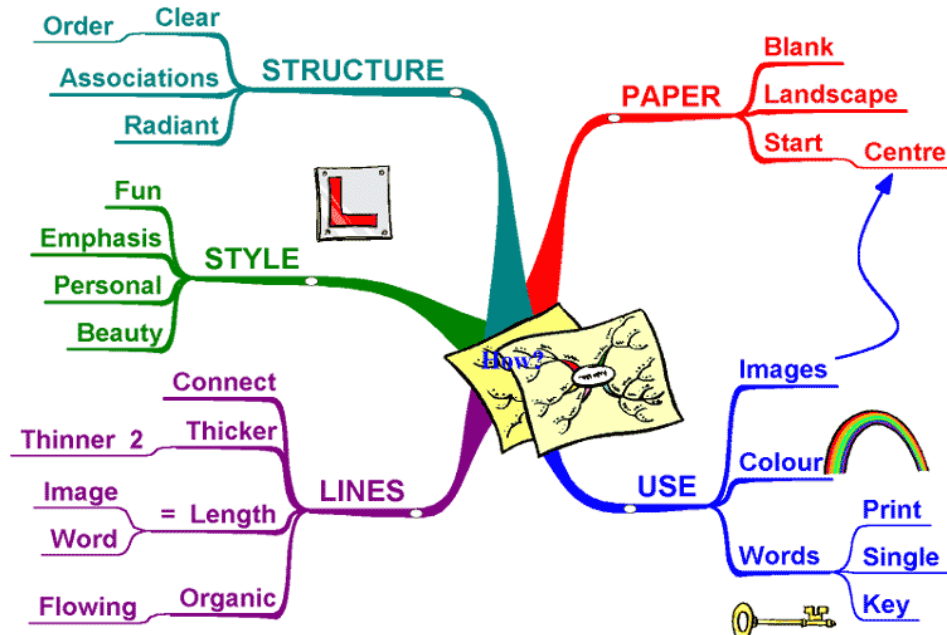 How?
STRUCTURE
Clear
Order
Associations
Radiant
PAPER
Blank
Landscape
Start
Centre
L
STYLE
Fun
Emphasis
Personal
Beauty
LINES
Connect
Thicker
Thinner 2
= Length
Image
Word
Organic
Flowing
USE
Images
Colour
Words
Print
Single
Key